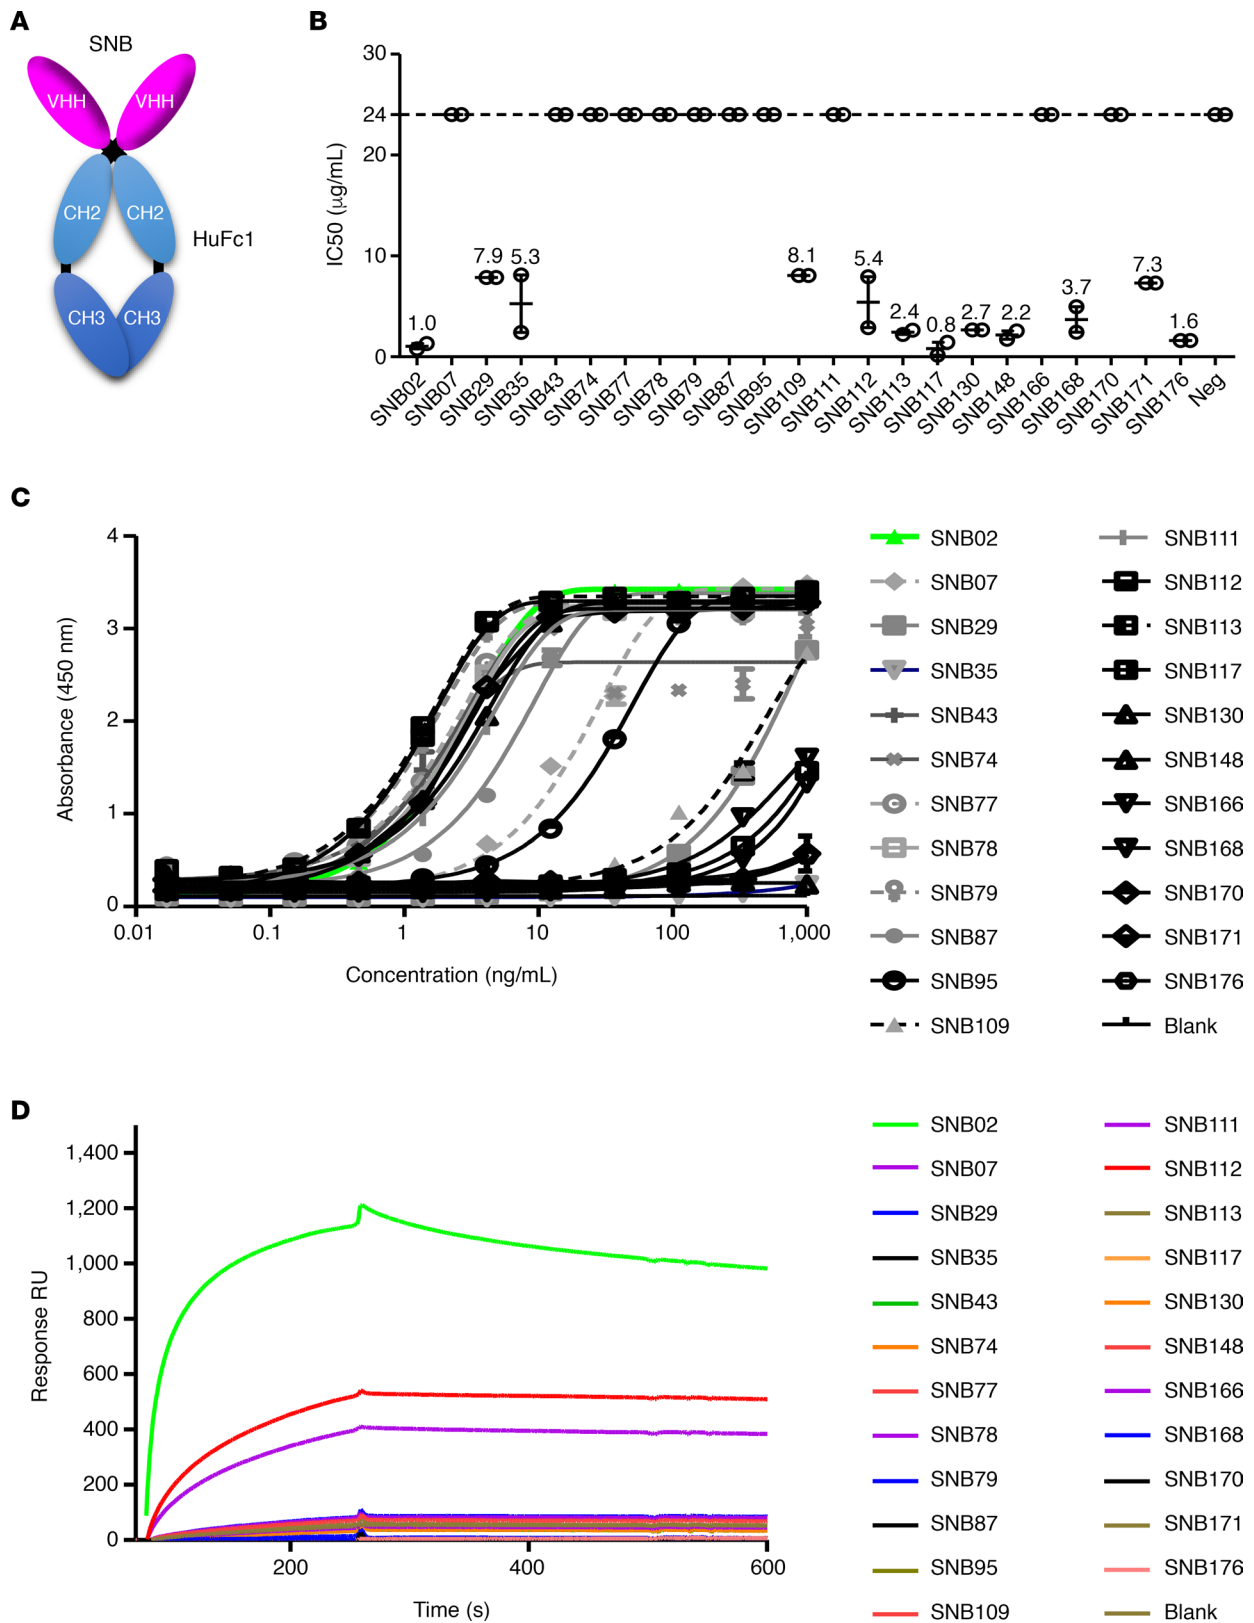 A
SNB
VHH VHH
CH2 CH2
HuFc1
CH3 CH3
B
IC50 (µg/mL)
30
24
20
10
0
1.0 7.9 5.3 8.1 5.4 2.4 0.8 2.7 2.2 3.7 7.3 1.6
SNB02 SNB07 SNB29 SNB35 SNB43 SNB74 SNB77 SNB78 SNB79 SNB87 SNB95 SNB109 SNB111 SNB112 SNB113 SNB117 SNB130 SNB148 SNB166 SNB168 SNB170 SNB171 SNB176 Neg
C
Absorbance (450 nm)
4
3
2
1
0
0.01 0.1 1 10 100 1,000
Concentration (ng/mL)
SNB02 SNB111
SNB07 SNB112
SNB29 SNB113
SNB35 SNB117
SNB43 SNB130
SNB74 SNB148
SNB77 SNB166
SNB78 SNB168
SNB79 SNB170
SNB87 SNB171
SNB95 SNB176
SNB109 Blank
D
Response RU
1,400
1,200
1,000
800
600
400
200
0
200 400 600
Time (s)
SNB02 SNB111
SNB07 SNB112
SNB29 SNB113
SNB35 SNB117
SNB43 SNB130
SNB74 SNB148
SNB77 SNB166
SNB78 SNB168
SNB79 SNB170
SNB87 SNB171
SNB95 SNB176
SNB109 Blank